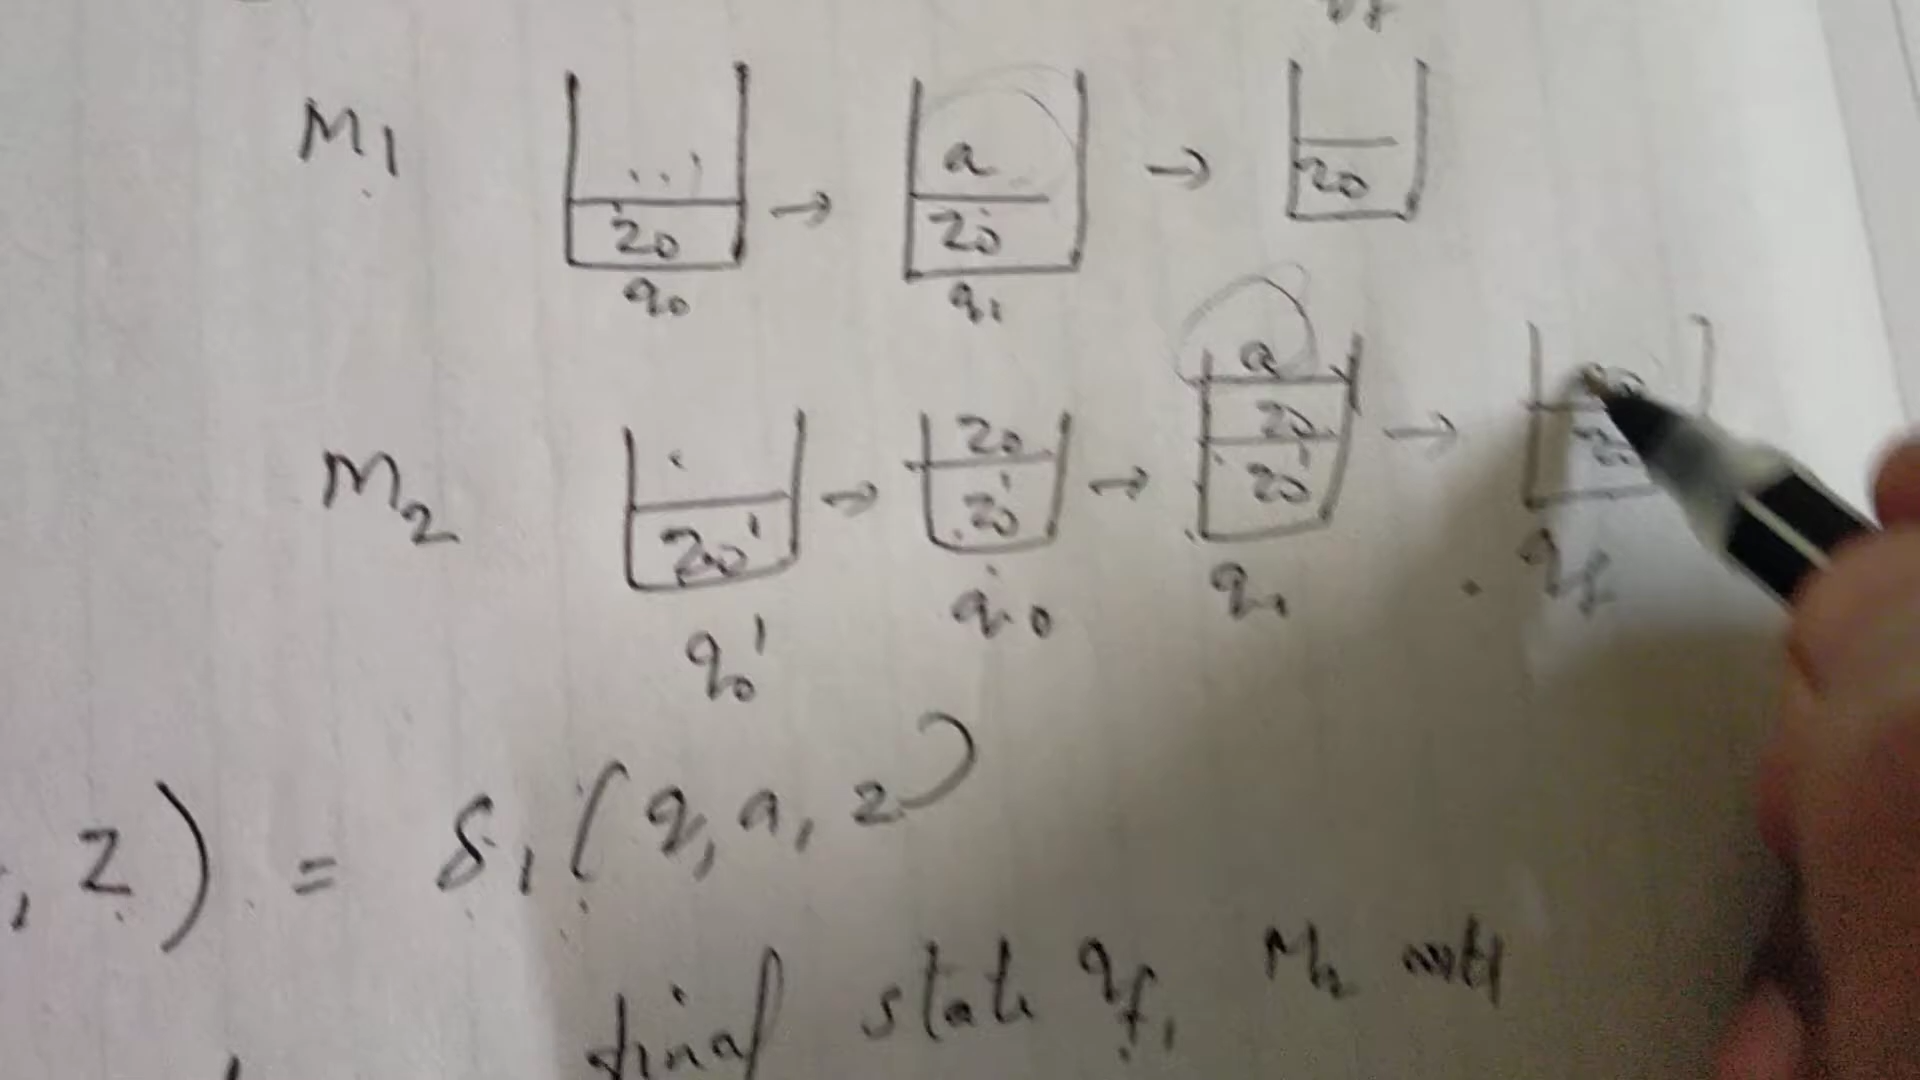 M1
a
z0 z0 z0
q0 q1
a
z0 z0
z0' z0' z0'
M2
q0' q0 q1 qf
, z) = δ1(q, a, z)
final state qf, M2